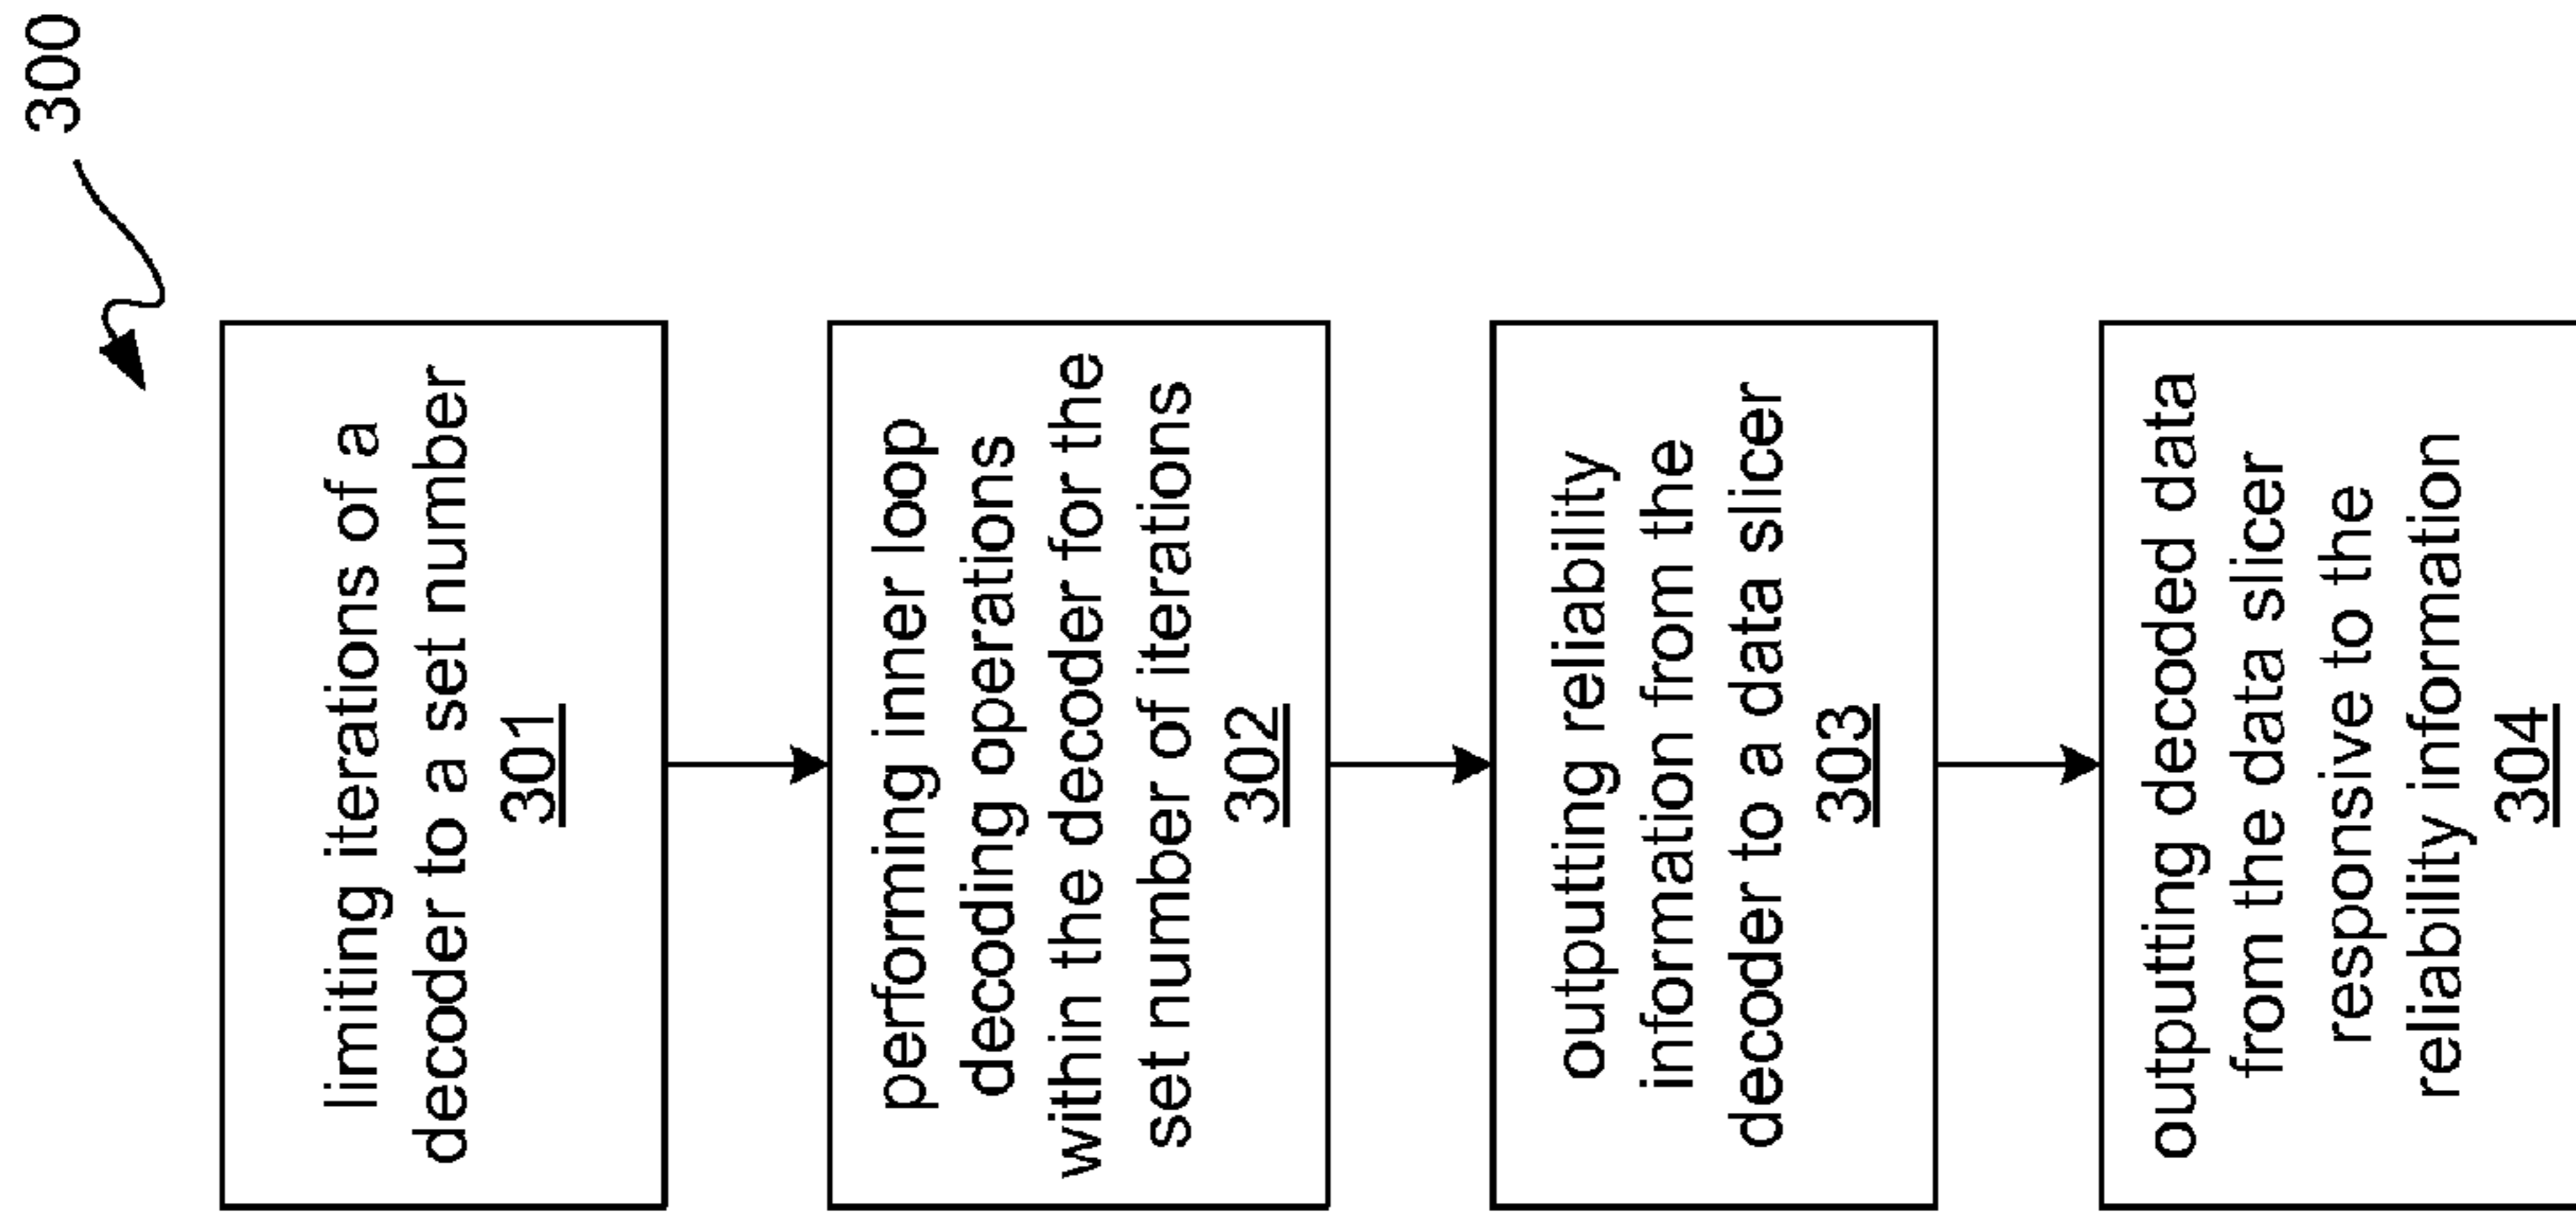 300
limiting iterations of a
decoder to a set number
301
performing inner loop
decoding operations
within the decoder for the
set number of iterations
302
outputting reliability
information from the
decoder to a data slicer
303
outputting decoded data
from the data slicer
responsive to the
reliability information
304